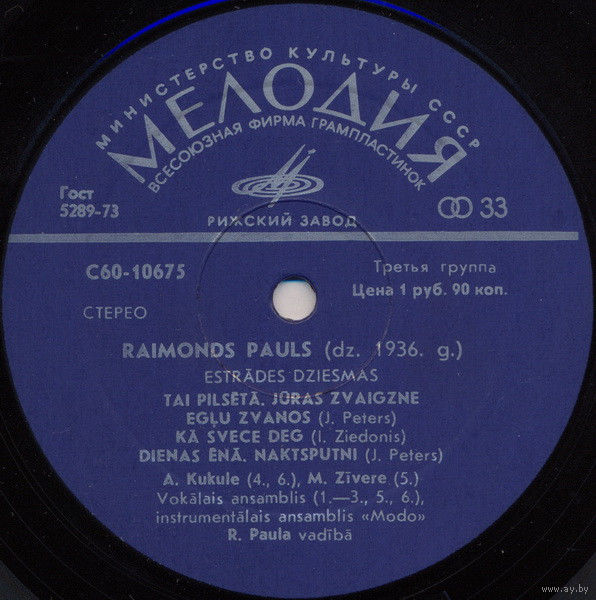 МИНИСТЕРСТВО КУЛЬТУРЫ СССР
МЕЛОДИЯ
ВСЕСОЮЗНАЯ ФИРМА ГРАМПЛАСТИНОК
Гост
5289-73
РИЖСКИЙ ЗАВОД
33
С60-10675
Третья группа
Цена 1 руб. 90 коп.
СТЕРЕО
RAIMONDS PAULS (dz. 1936. g.)
ESTRĀDES DZIESMAS
TAI PILSĒTĀ. JŪRAS ZVAIGZNE
EGĻU ZVANOS (J. Peters)
KĀ SVECE DEG (I. Ziedonis)
DIENAS ĒNĀ. NAKTSPUTNI (J. Peters)
A. Kukule (4., 6.), M. Zīvere (5.)
Vokālais ansamblis (1.—3., 5., 6.),
instrumentālais ansamblis «Modo»
R. Paula vadībā
www.ay.by